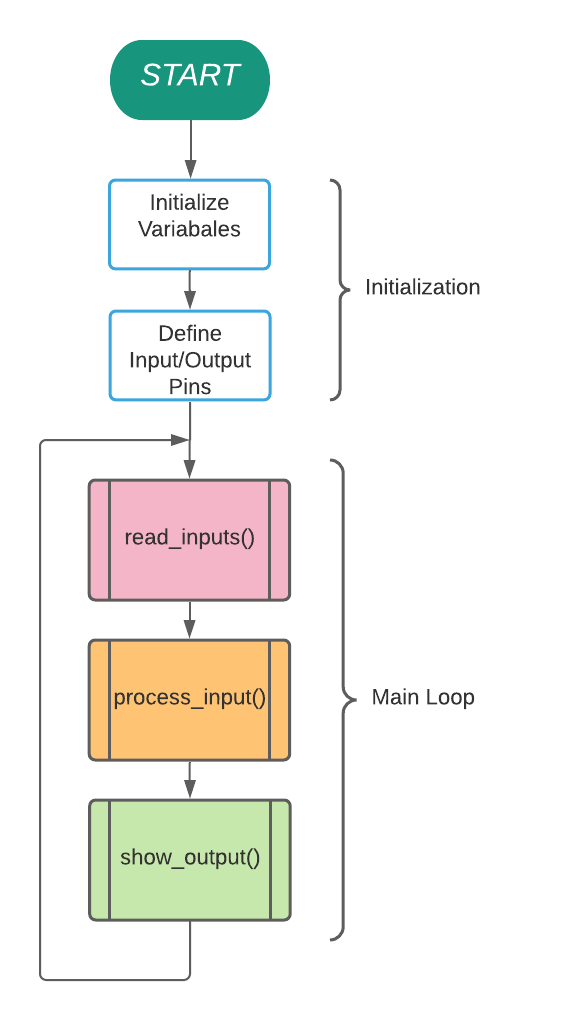 START
Initialize
Variabales
Define
Input/Output
Pins
Initialization
read_inputs()
process_input()
Main Loop
show_output()